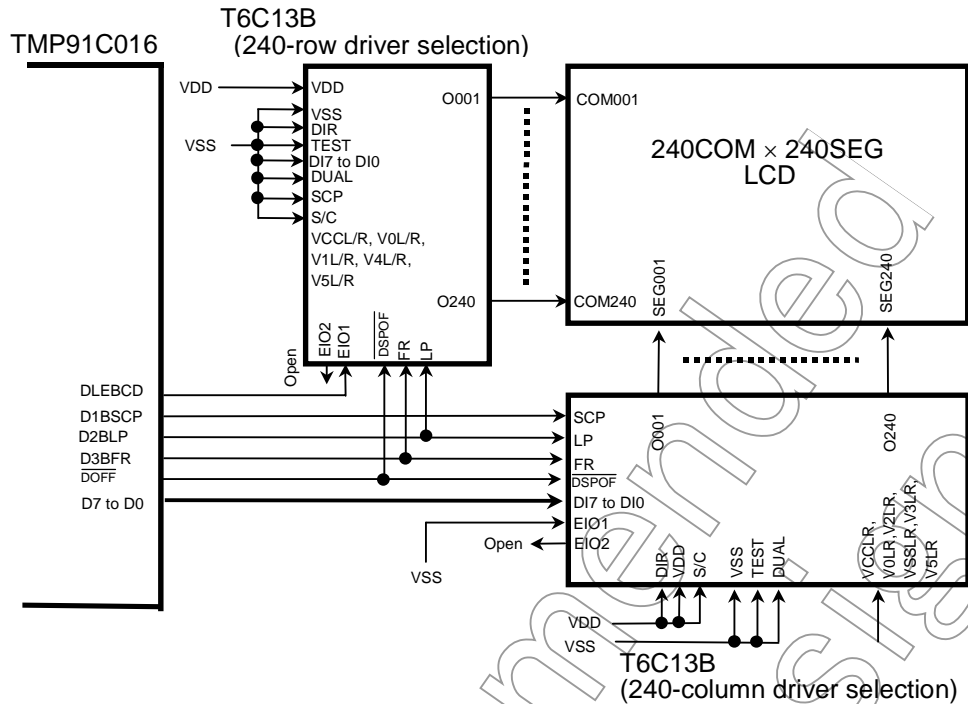 T6C13B
(240-row driver selection)
TMP91C016
VDD
VSS
VDD
VSS
DIR
TEST
DI7 to DI0
DUAL
SCP
S/C
VCCL/R, V0L/R,
V1L/R, V4L/R,
V5L/R
O001
O240
EIO2
EIO1
DSPOF
FR
LP
Open
COM001
COM240
240COM × 240SEG
LCD
SEG001
SEG240
DLEBCD
D1BSCP
D2BLP
D3BFR
DOFF
D7 to D0
SCP
LP
FR
DSPOF
DI7 to DI0
EIO1
EIO2
Open
VSS
O001
O240
DIR
VDD
S/C
VSS
TEST
DUAL
VCCLR,
V0LR,V2LR,
VSSLR,V3LR,
V5LR
VDD
VSS
T6C13B
(240-column driver selection)